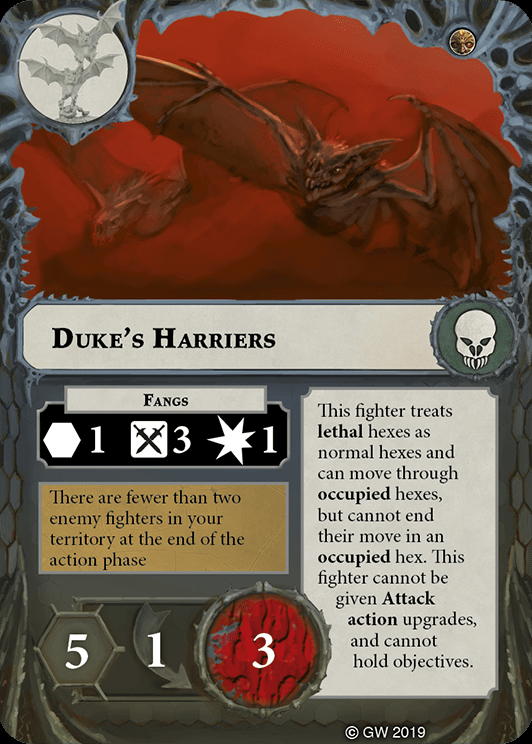 Duke's Harriers
Fangs
1 3 1
There are fewer than two
enemy fighters in your
territory at the end of the
action phase
This fighter treats
lethal hexes as
normal hexes and
can move through
occupied hexes,
but cannot end
their move in an
occupied hex. This
fighter cannot be
given Attack
action upgrades,
and cannot
hold objectives.
5 1 3
© GW 2019